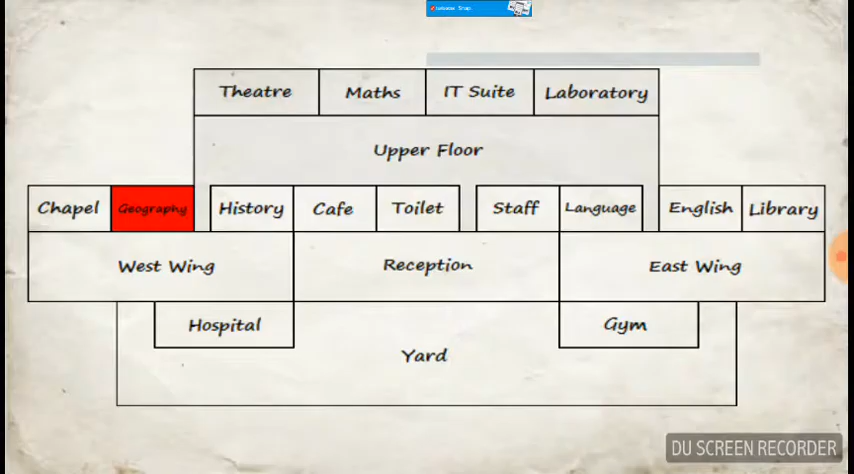 Theatre Maths IT Suite Laboratory
Upper Floor
Chapel Geography History Cafe Toilet Staff Language English Library
West Wing Reception East Wing
Hospital Gym
Yard
DU SCREEN RECORDER